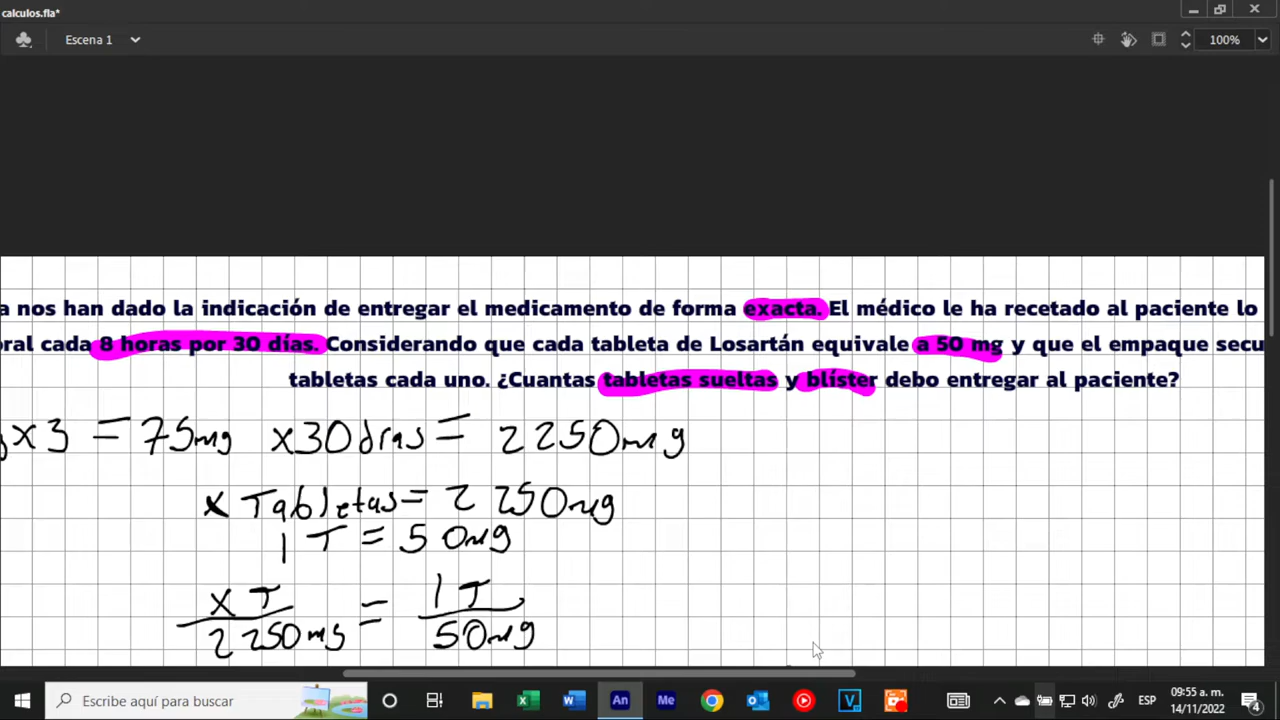 calculos.fla*
Escena 1
100%
a nos han dado la indicación de entregar el medicamento de forma exacta. El médico le ha recetado al paciente lo
oral cada 8 horas por 30 días. Considerando que cada tableta de Losartán equivale a 50 mg y que el empaque secu
tabletas cada uno. ¿Cuantas tabletas sueltas y blíster debo entregar al paciente?
x3 = 75mg x30 dias = 2250mg
x Tabletas = 2250mg
1 T = 50mg
x T = 1 T
2250mg 50mg
Escribe aquí para buscar
ESP
09:55 a. m.
14/11/2022
4